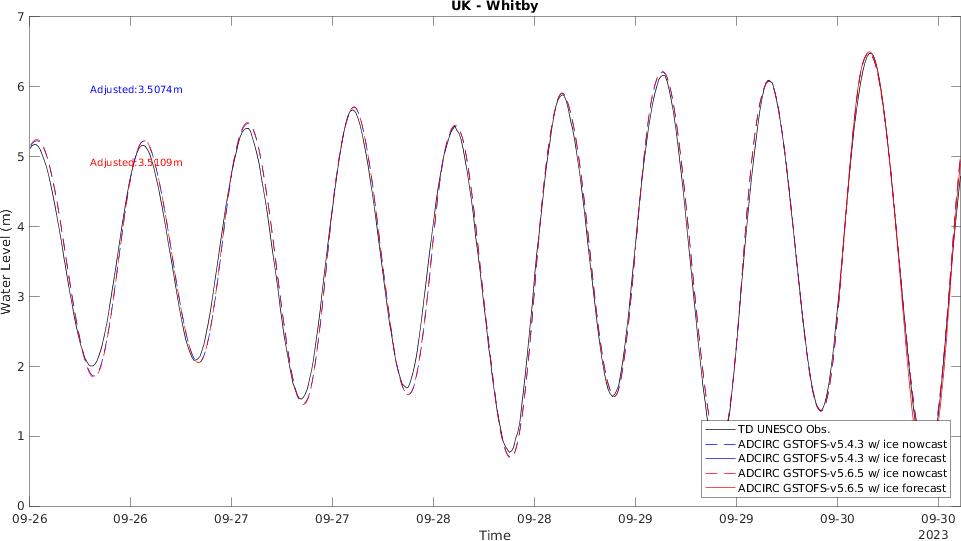 UK - Whitby
7
6
5
4
3
2
1
0
Water Level (m)
Adjusted:3.5074m
Adjusted:3.5109m
TD UNESCO Obs.
ADCIRC GSTOFS-v5.4.3 w/ ice nowcast
ADCIRC GSTOFS-v5.4.3 w/ ice forecast
ADCIRC GSTOFS-v5.6.5 w/ ice nowcast
ADCIRC GSTOFS-v5.6.5 w/ ice forecast
09-26 09-26 09-27 09-27 09-28 09-28 09-29 09-29 09-30 09-30
2023
Time